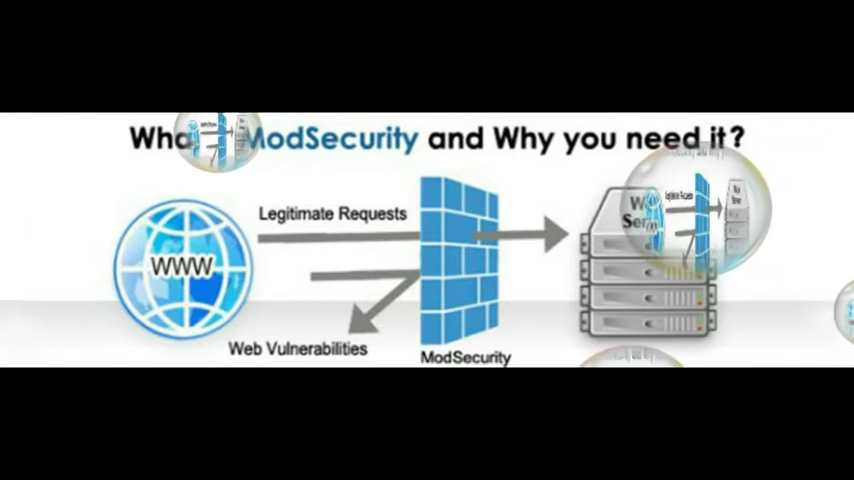 ModSecurity and Why you need it?
Legitimate Requests
WWW
Web Vulnerabilities
ModSecurity